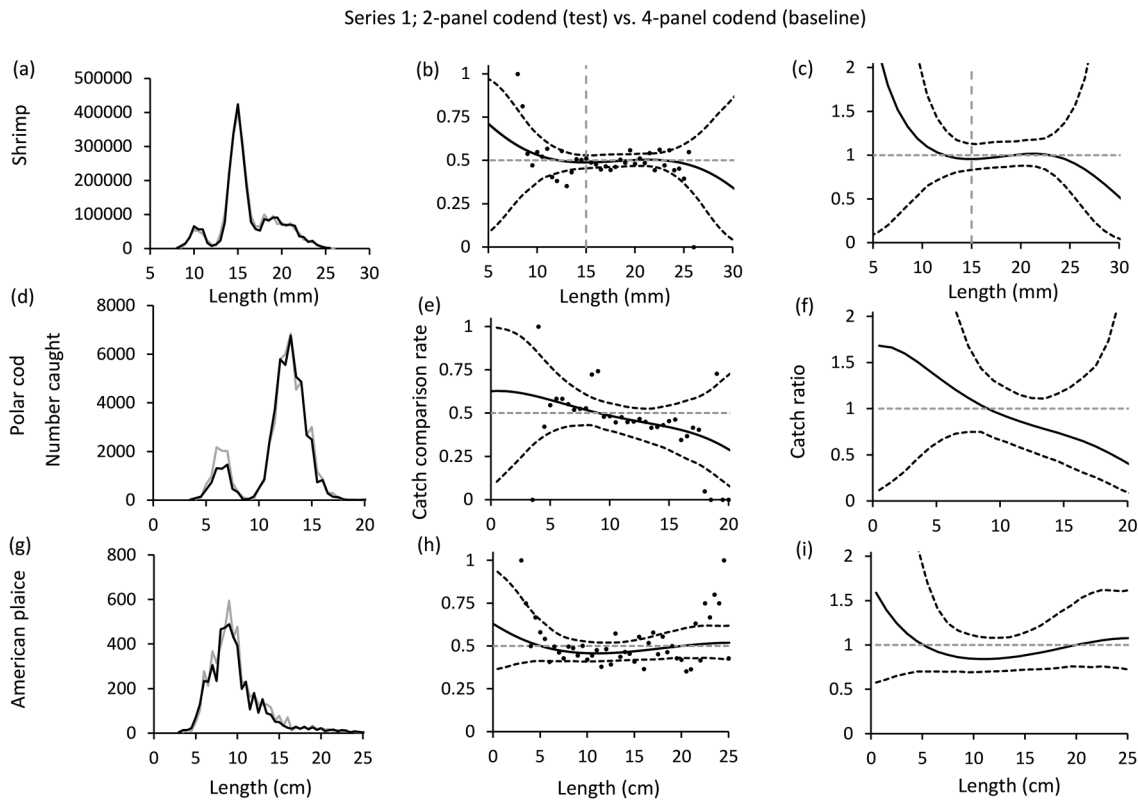 Series 1; 2-panel codend (test) vs. 4-panel codend (baseline)
(a)
Shrimp
500000
400000
300000
200000
100000
0
5 10 15 20 25 30
Length (mm)
(b)
1
0.75
0.5
0.25
0
5 10 15 20 25 30
Length (mm)
(c)
2
1.5
1
0.5
0
5 10 15 20 25 30
Length (mm)
(d)
Polar cod
Number caught
8000
6000
4000
2000
0
0 5 10 15 20
(e)
Catch comparison rate
1
0.75
0.5
0.25
0
0 5 10 15 20
(f)
Catch ratio
2
1.5
1
0.5
0
0 5 10 15 20
(g)
American plaice
800
600
400
200
0
0 5 10 15 20 25
Length (cm)
(h)
1
0.75
0.5
0.25
0
0 5 10 15 20 25
Length (cm)
(i)
2
1.5
1
0.5
0
0 5 10 15 20 25
Length (cm)